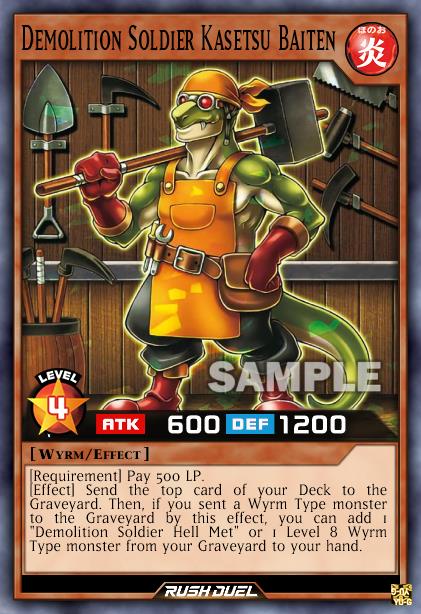 DEMOLITION SOLDIER KASETSU BAITEN
ほのお
炎
SAMPLE
LEVEL
4
ATK 600 DEF 1200
[WYRM/EFFECT]
[Requirement] Pay 500 LP.
[Effect] Send the top card of your Deck to the
Graveyard. Then, if you sent a Wyrm Type monster
to the Graveyard by this effect, you can add 1
"Demolition Soldier Hell Met" or 1 Level 8 Wyrm
Type monster from your Graveyard to your hand.
RUSH DUEL